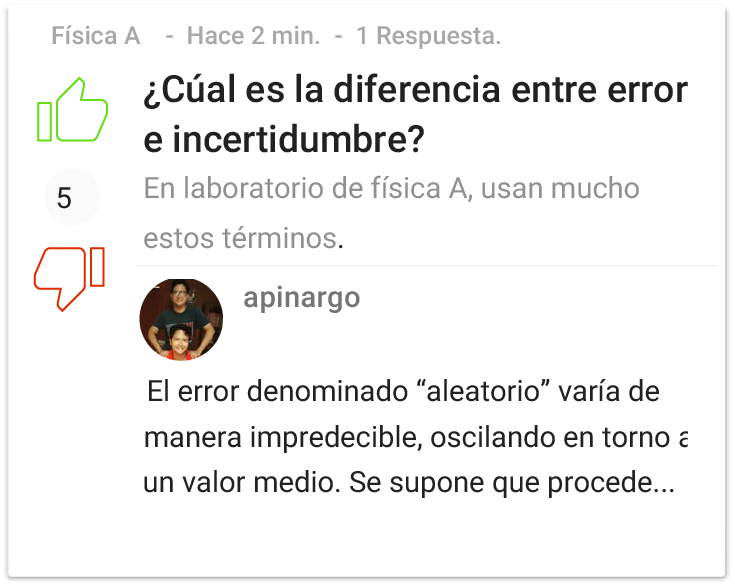 Física A - Hace 2 min. - 1 Respuesta.
¿Cúal es la diferencia entre error
e incertidumbre?
5
En laboratorio de física A, usan mucho
estos términos.
apinargo
El error denominado “aleatorio” varía de
manera impredecible, oscilando en torno a
un valor medio. Se supone que procede...